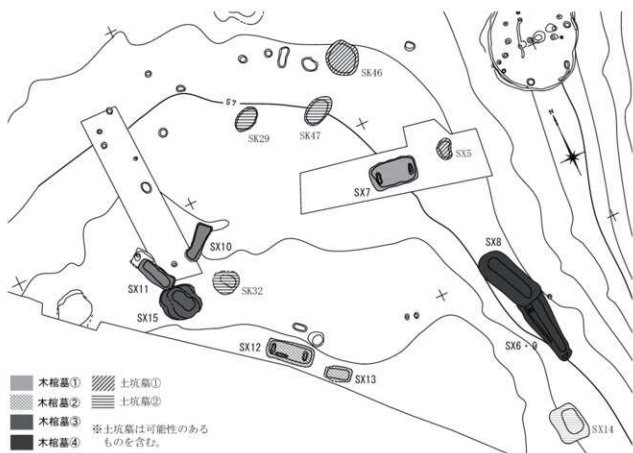 SK46
67
SK29
SK47
SX5
SX7
N
SX10
SX8
SX11
SK32
SX15
SX12
SX6・9
SX13
SX14
木棺墓① 土坑墓①
木棺墓② 土坑墓②
木棺墓③ ※土坑墓は可能性のある
木棺墓④ ものを含む。